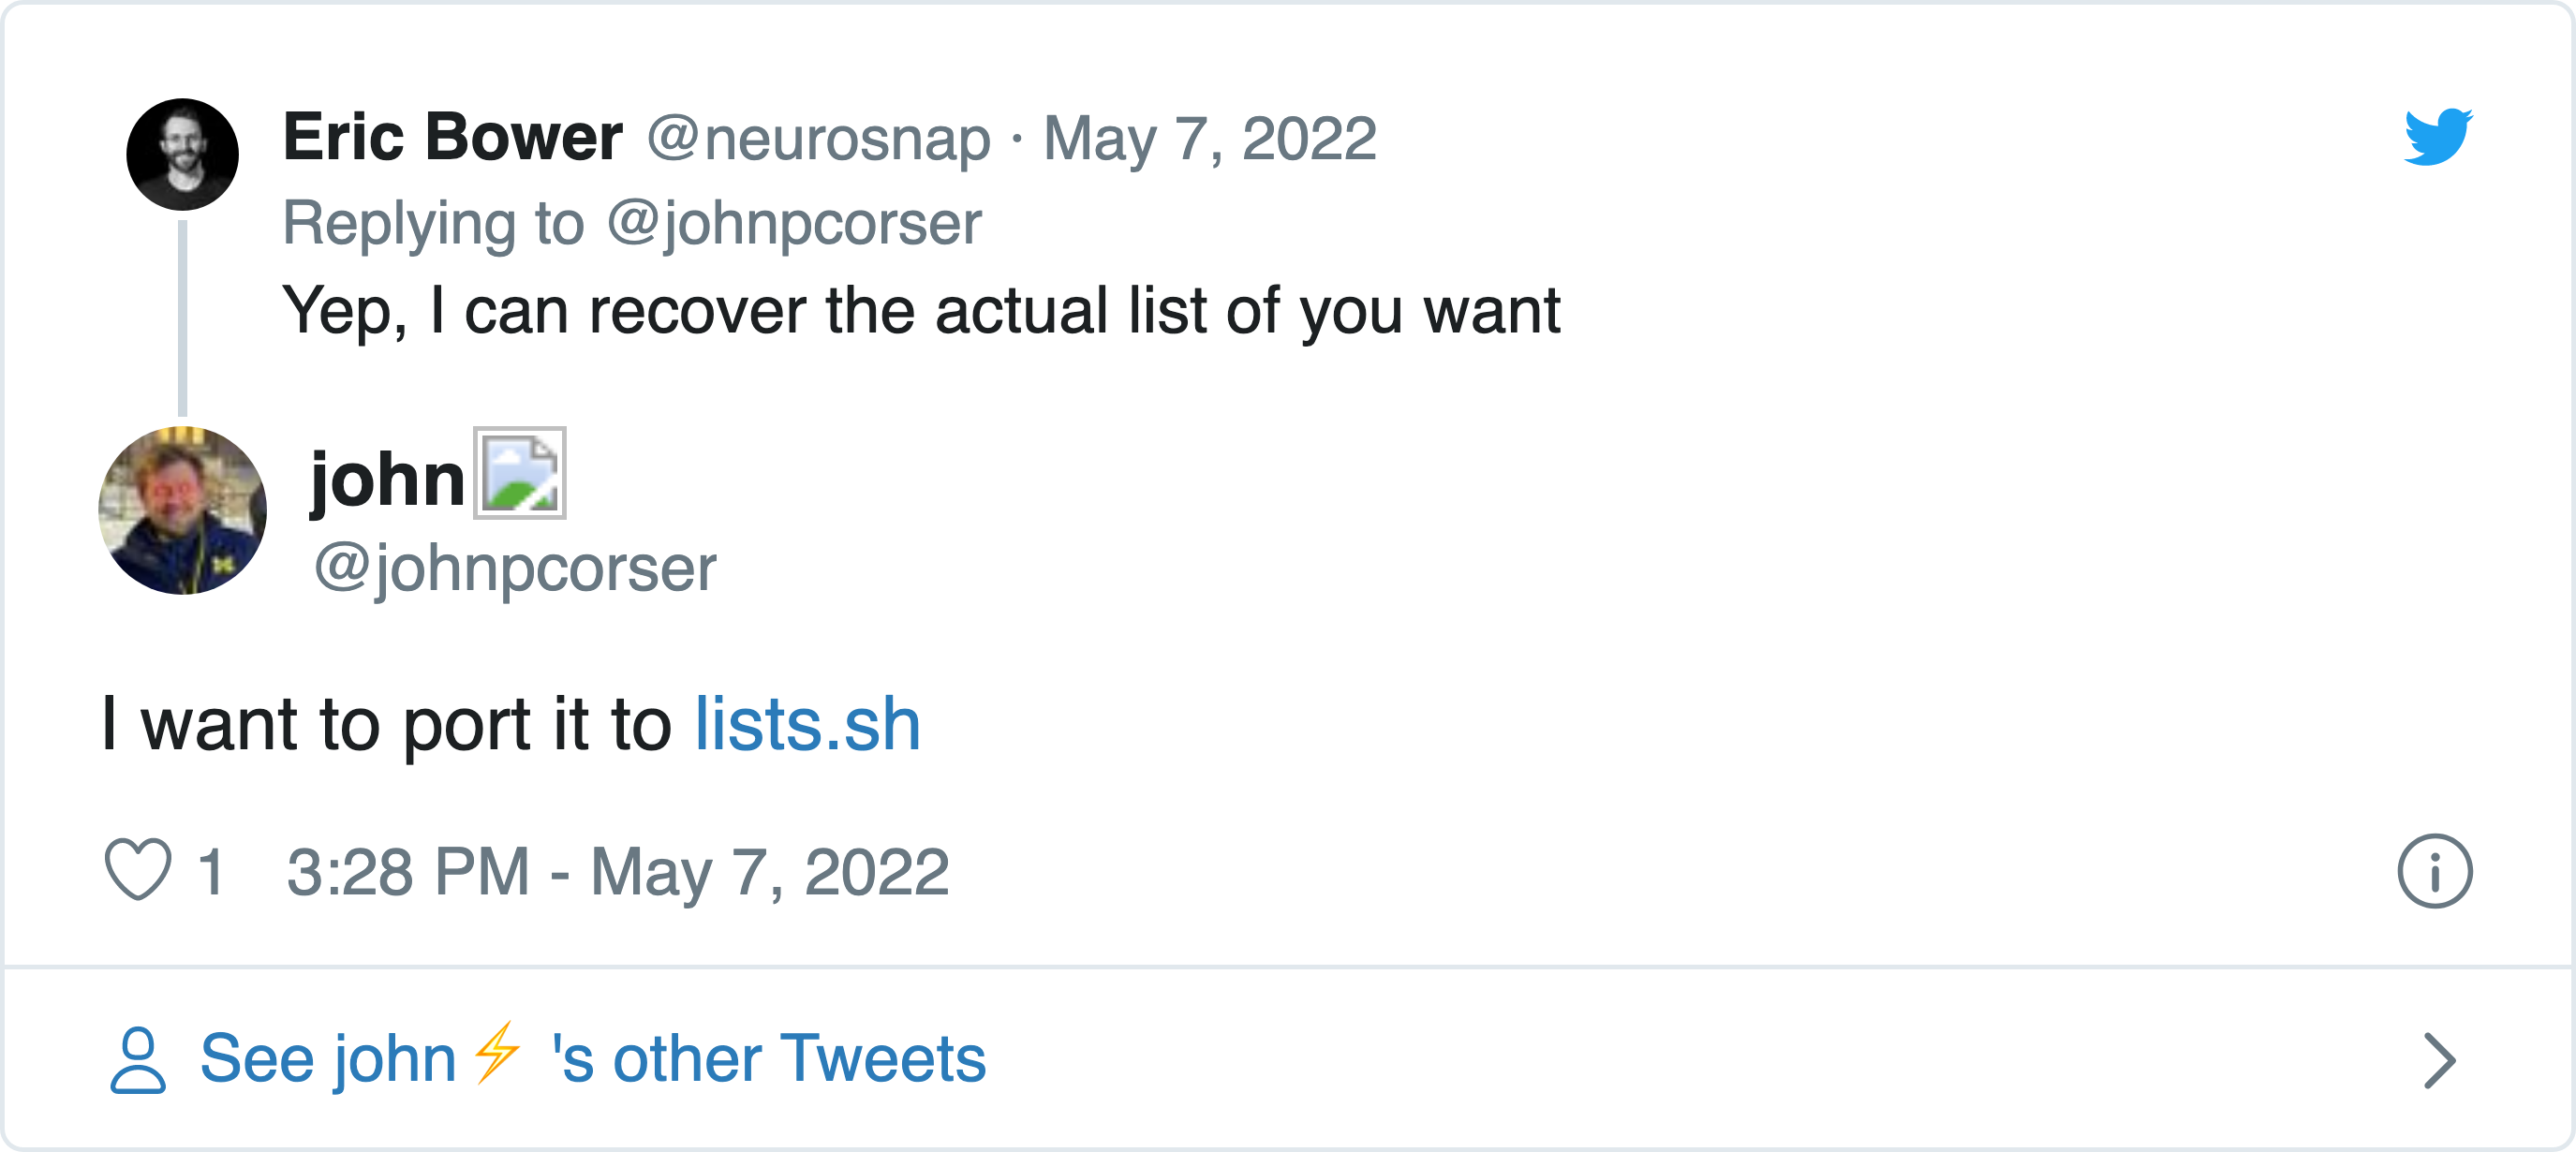 Eric Bower @neurosnap · May 7, 2022
Replying to @johnpcorser
Yep, I can recover the actual list of you want
john
@johnpcorser
I want to port it to lists.sh
1 3:28 PM - May 7, 2022
See john⚡ 's other Tweets